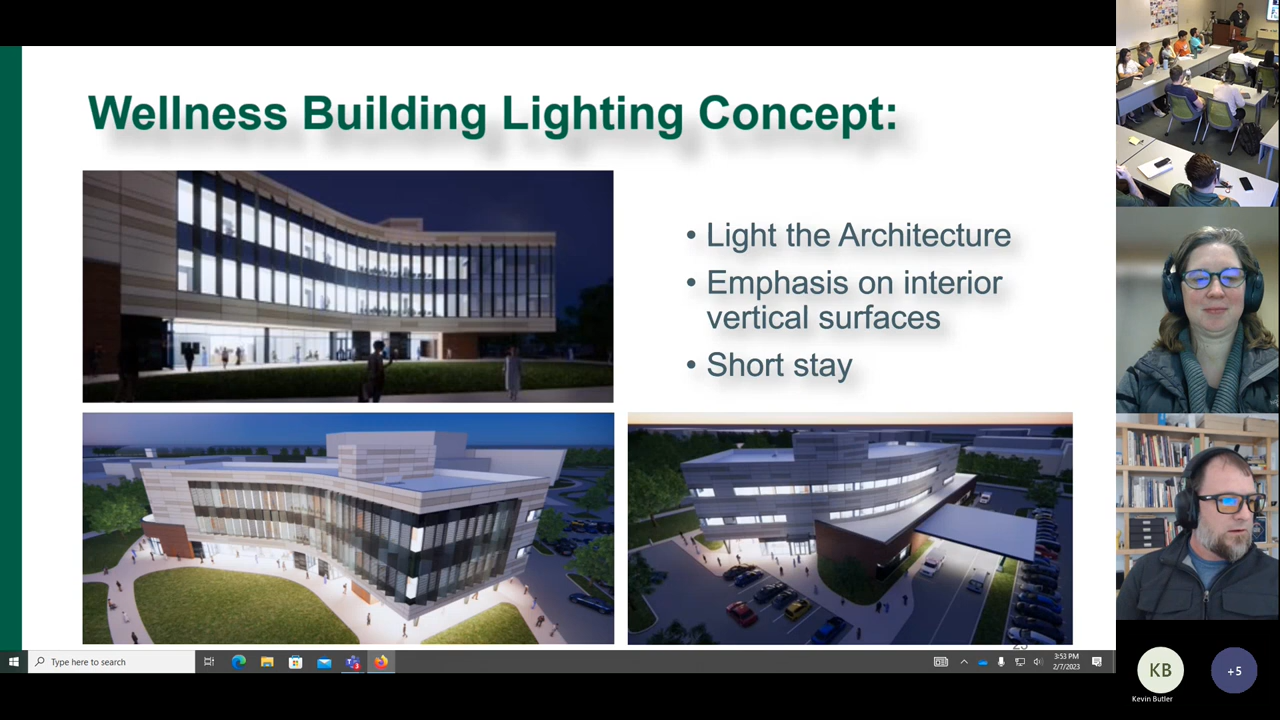 Wellness Building Lighting Concept:
• Light the Architecture
• Emphasis on interior
vertical surfaces
• Short stay
Type here to search
3:53 PM
2/7/2023
KB
+5
Kevin Butler